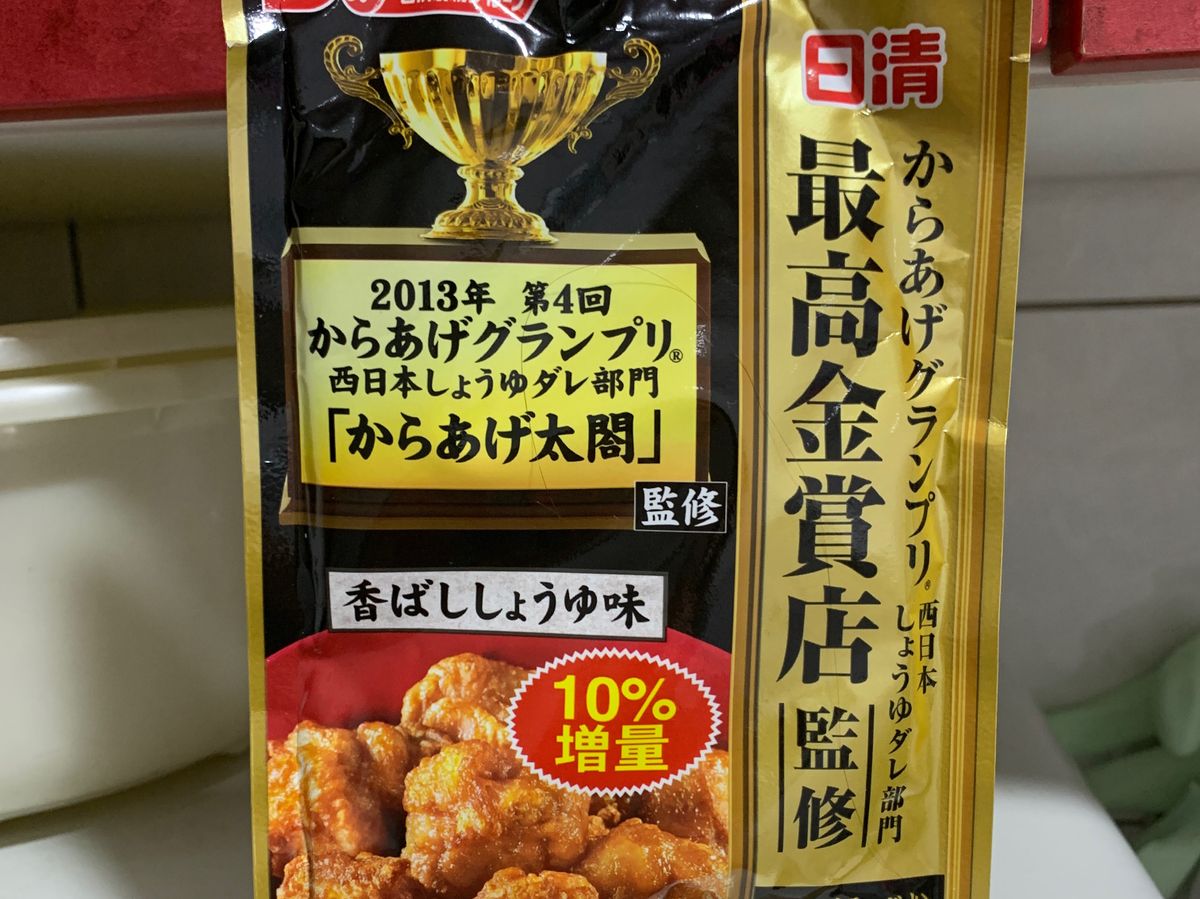 日清
からあげグランプリ®西日本しょうゆダレ部門
最高金賞店監修
2013年 第4回
からあげグランプリ®
西日本しょうゆダレ部門
「からあげ太閤」
監修
香ばししょうゆ味
10%
増量